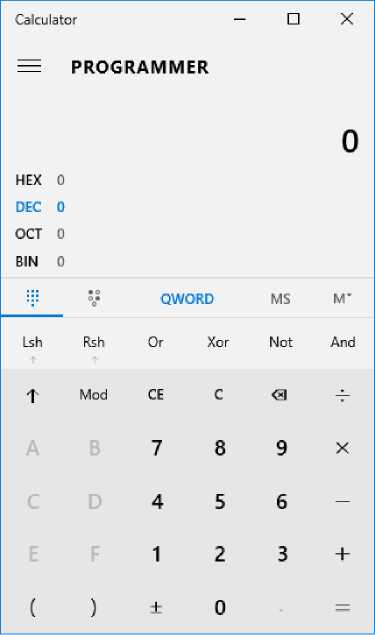 Calculator
PROGRAMMER
0
HEX 0
DEC 0
OCT 0
BIN 0
QWORD MS M˅
Lsh Rsh Or Xor Not And
↑ Mod CE C ÷
A B 7 8 9 ×
C D 4 5 6 −
E F 1 2 3 +
( ) ± 0 . =